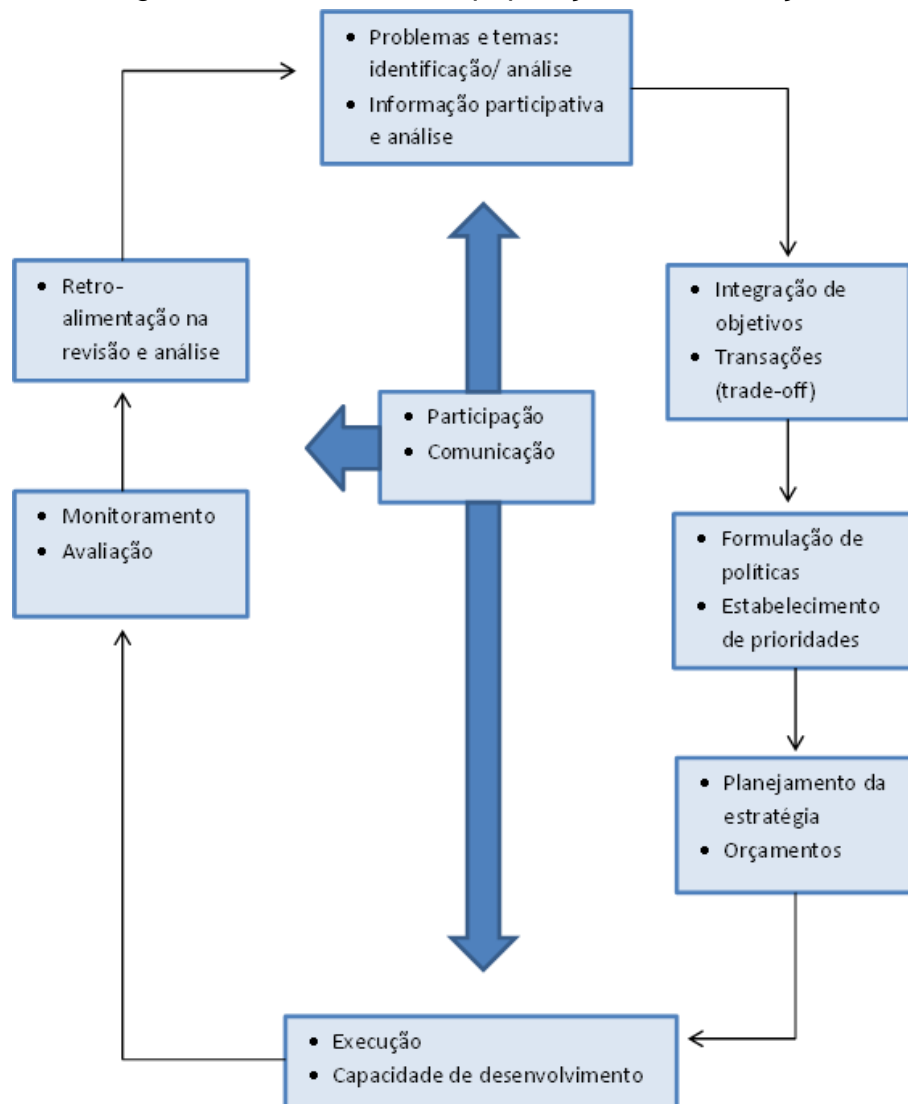 • Problemas e temas:
identificação/ análise
• Informação participativa
e análise
• Retro-
alimentação na
revisão e análise
• Integração de
objetivos
• Transações
(trade-off)
• Participação
• Comunicação
• Monitoramento
• Avaliação
• Formulação de
políticas
• Estabelecimento
de prioridades
• Planejamento da
estratégia
• Orçamentos
• Execução
• Capacidade de desenvolvimento